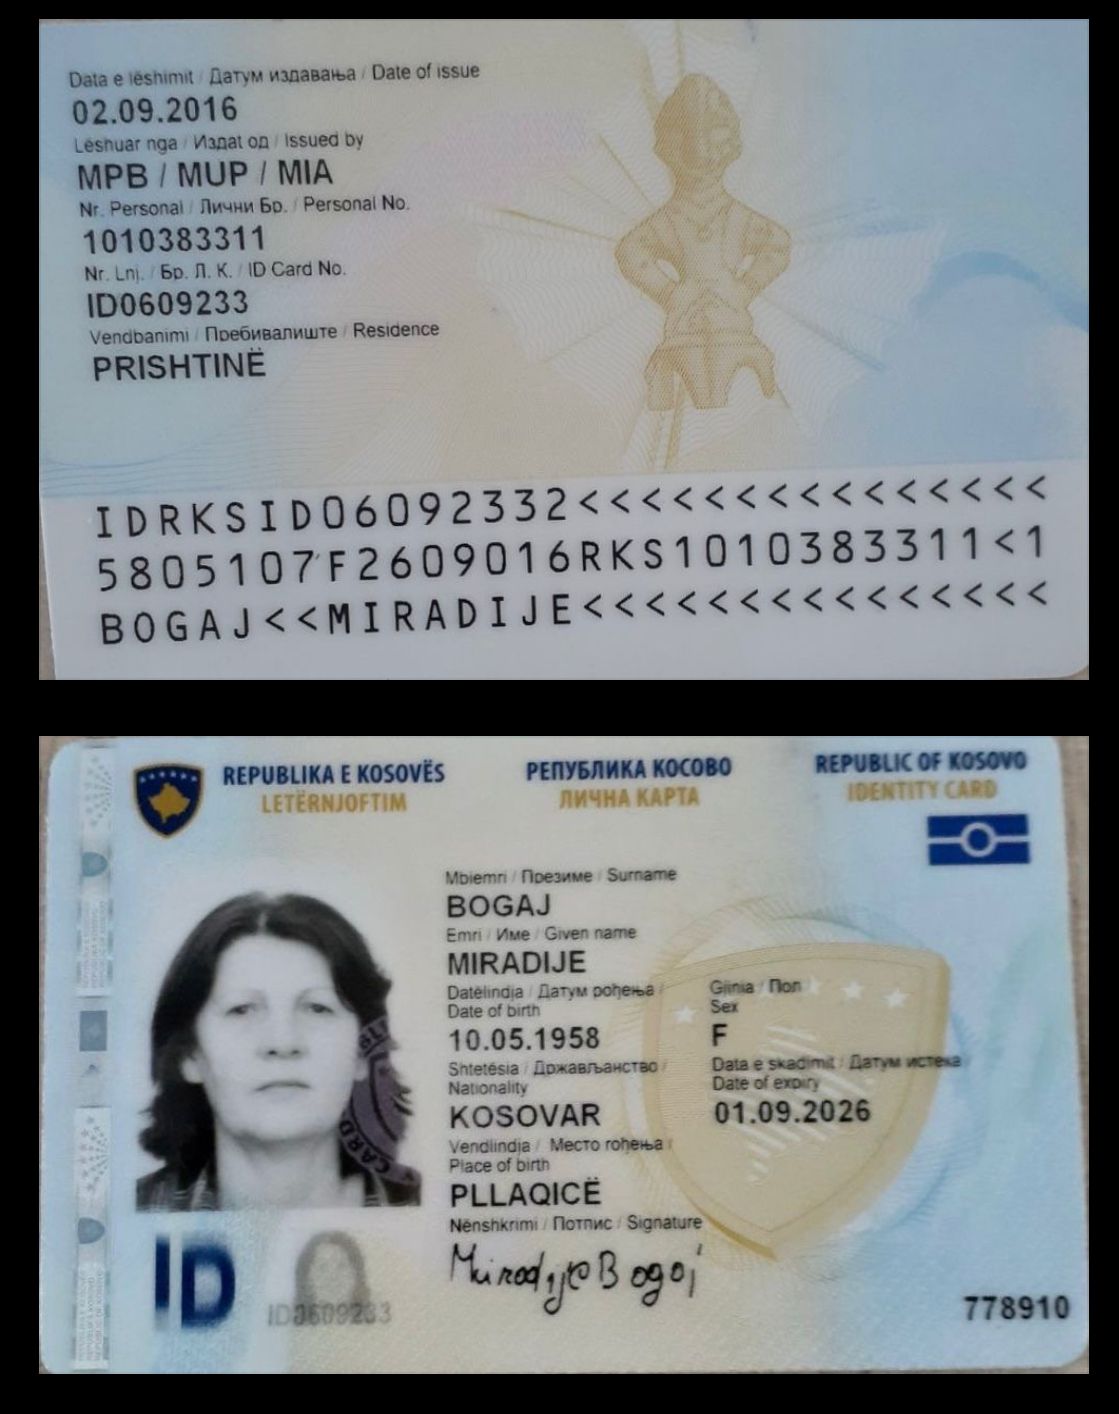 Data e lëshimit / Датум издавања / Date of issue
02.09.2016
Lëshuar nga / Издат од / Issued by
MPB / MUP / MIA
Nr. Personal / Лични Бр. / Personal No.
1010383311
Nr. Lnj. / Бр. Л. К. / ID Card No.
ID0609233
Vendbanimi / Пребивалиште / Residence
PRISHTINË
IDRKSID06092332<<<<<<<<<<<<<<<
5805107F2609016RKS1010383311<1
BOGAJ<<MIRADIJE<<<<<<<<<<<<<<<
REPUBLIKA E KOSOVËS РЕПУБЛИКА КОСОВО REPUBLIC OF KOSOVO
LETËRNJOFTIM ЛИЧНА КАРТА IDENTITY CARD
Mbiemri / Презиме / Surname
BOGAJ
Emri / Име / Given name
MIRADIJE
Datëlindja / Датум рођења /
Date of birth
10.05.1958
Gjinia / Пол
Sex
F
Shtetësia / Држављанство /
Nationality
KOSOVAR
Data e skadimit / Датум истека
Date of expiry
01.09.2026
Vendlindja / Место рођења /
Place of birth
PLLAQICË
Nënshkrimi / Потпис / Signature
Miradije Bogaj
CARD
ID
ID0609233
778910